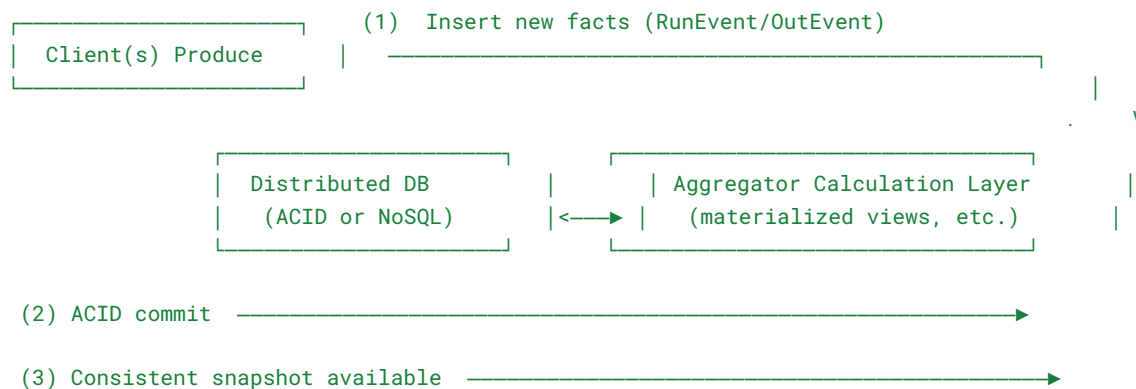 (1) Insert new facts (RunEvent/OutEvent)
Client(s) Produce
Distributed DB
(ACID or NoSQL)
Aggregator Calculation Layer
(materialized views, etc.)
(2) ACID commit
(3) Consistent snapshot available